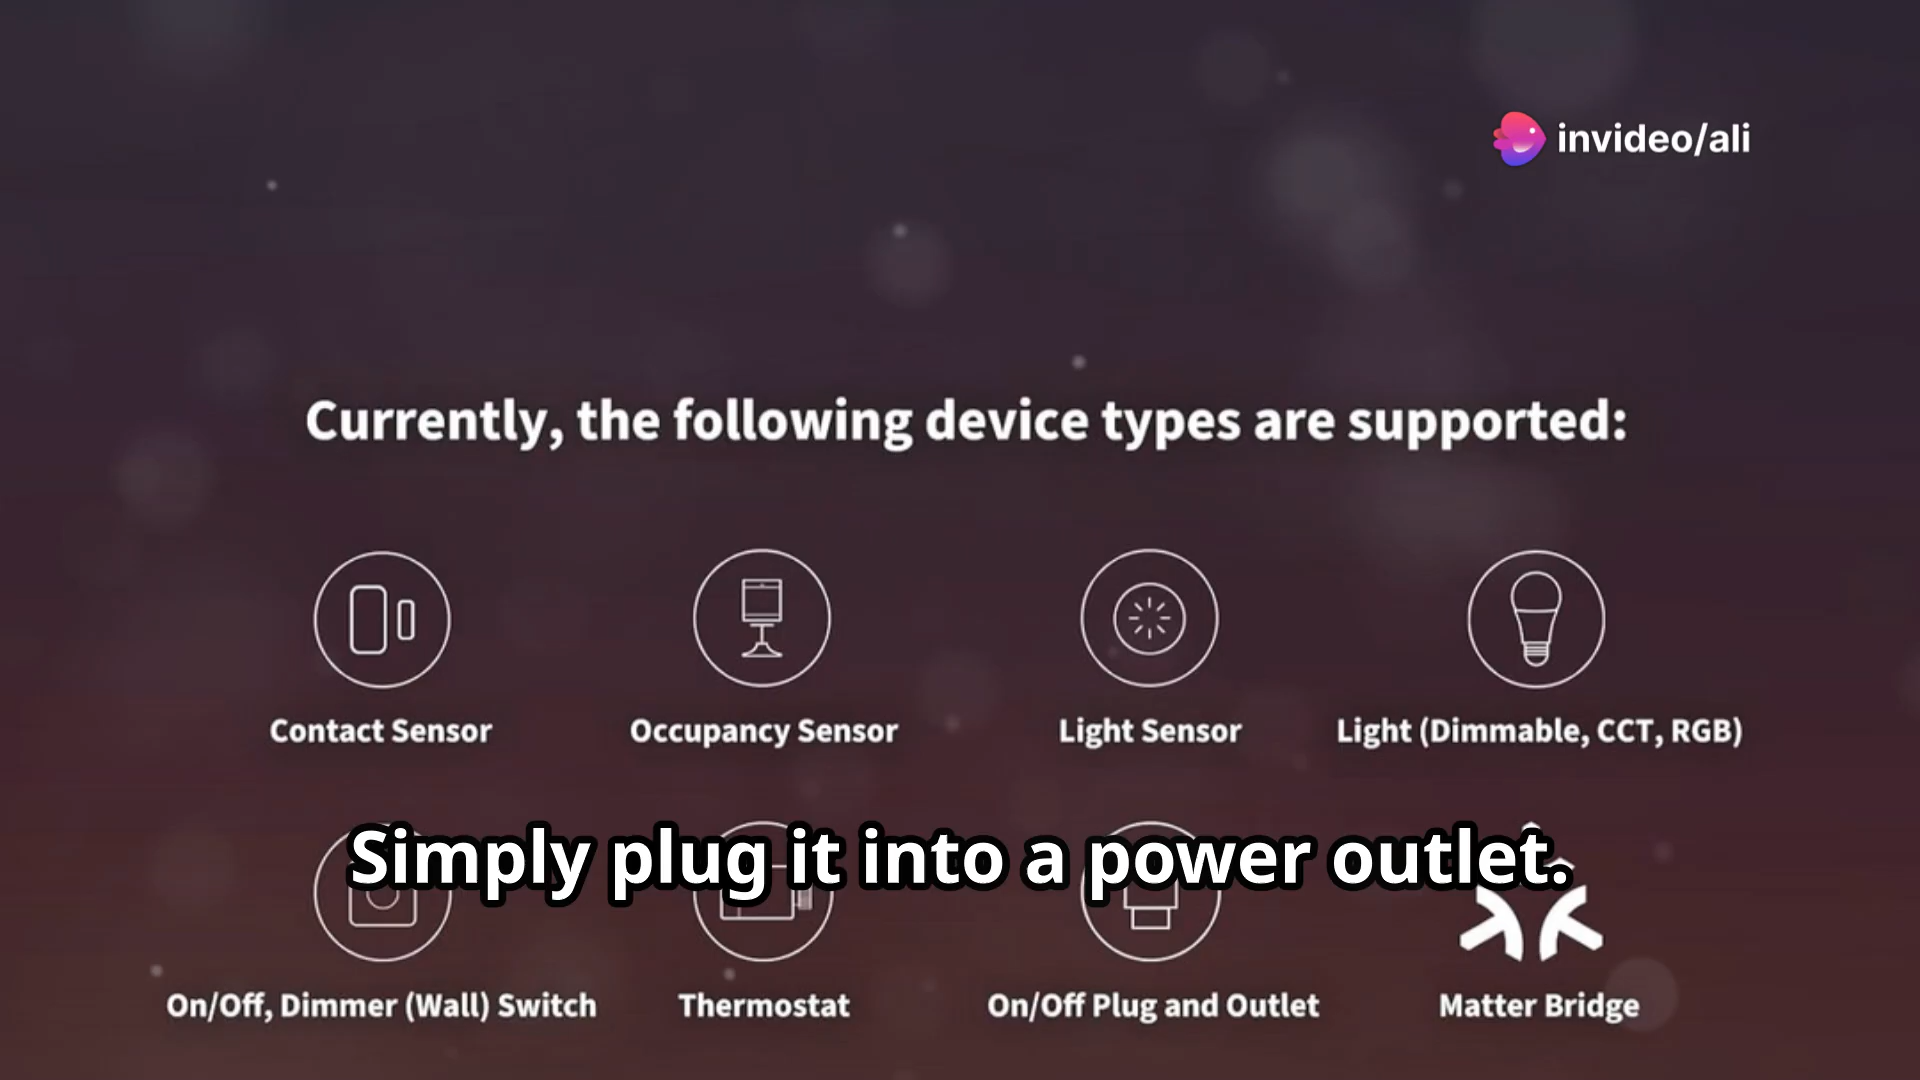 invideo/ali
Currently, the following device types are supported:
Contact Sensor
Occupancy Sensor
Light Sensor
Light (Dimmable, CCT, RGB)
Simply plug it into a power outlet.
On/Off, Dimmer (Wall) Switch
Thermostat
On/Off Plug and Outlet
Matter Bridge